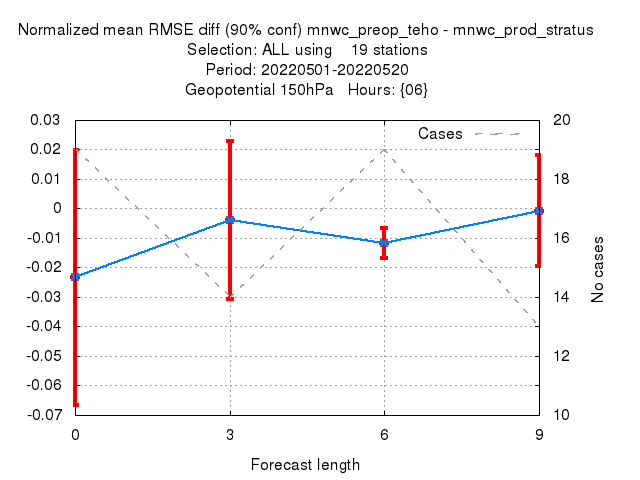 Normalized mean RMSE diff (90% conf) mnwc_preop_teho - mnwc_prod_stratus
Selection: ALL using 19 stations
Period: 20220501-20220520
Geopotential 150hPa Hours: {06}
Cases
0.03
0.02
0.01
0
-0.01
-0.02
-0.03
-0.04
-0.05
-0.06
-0.07
20
18
16
14
12
10
No cases
0 3 6 9
Forecast length